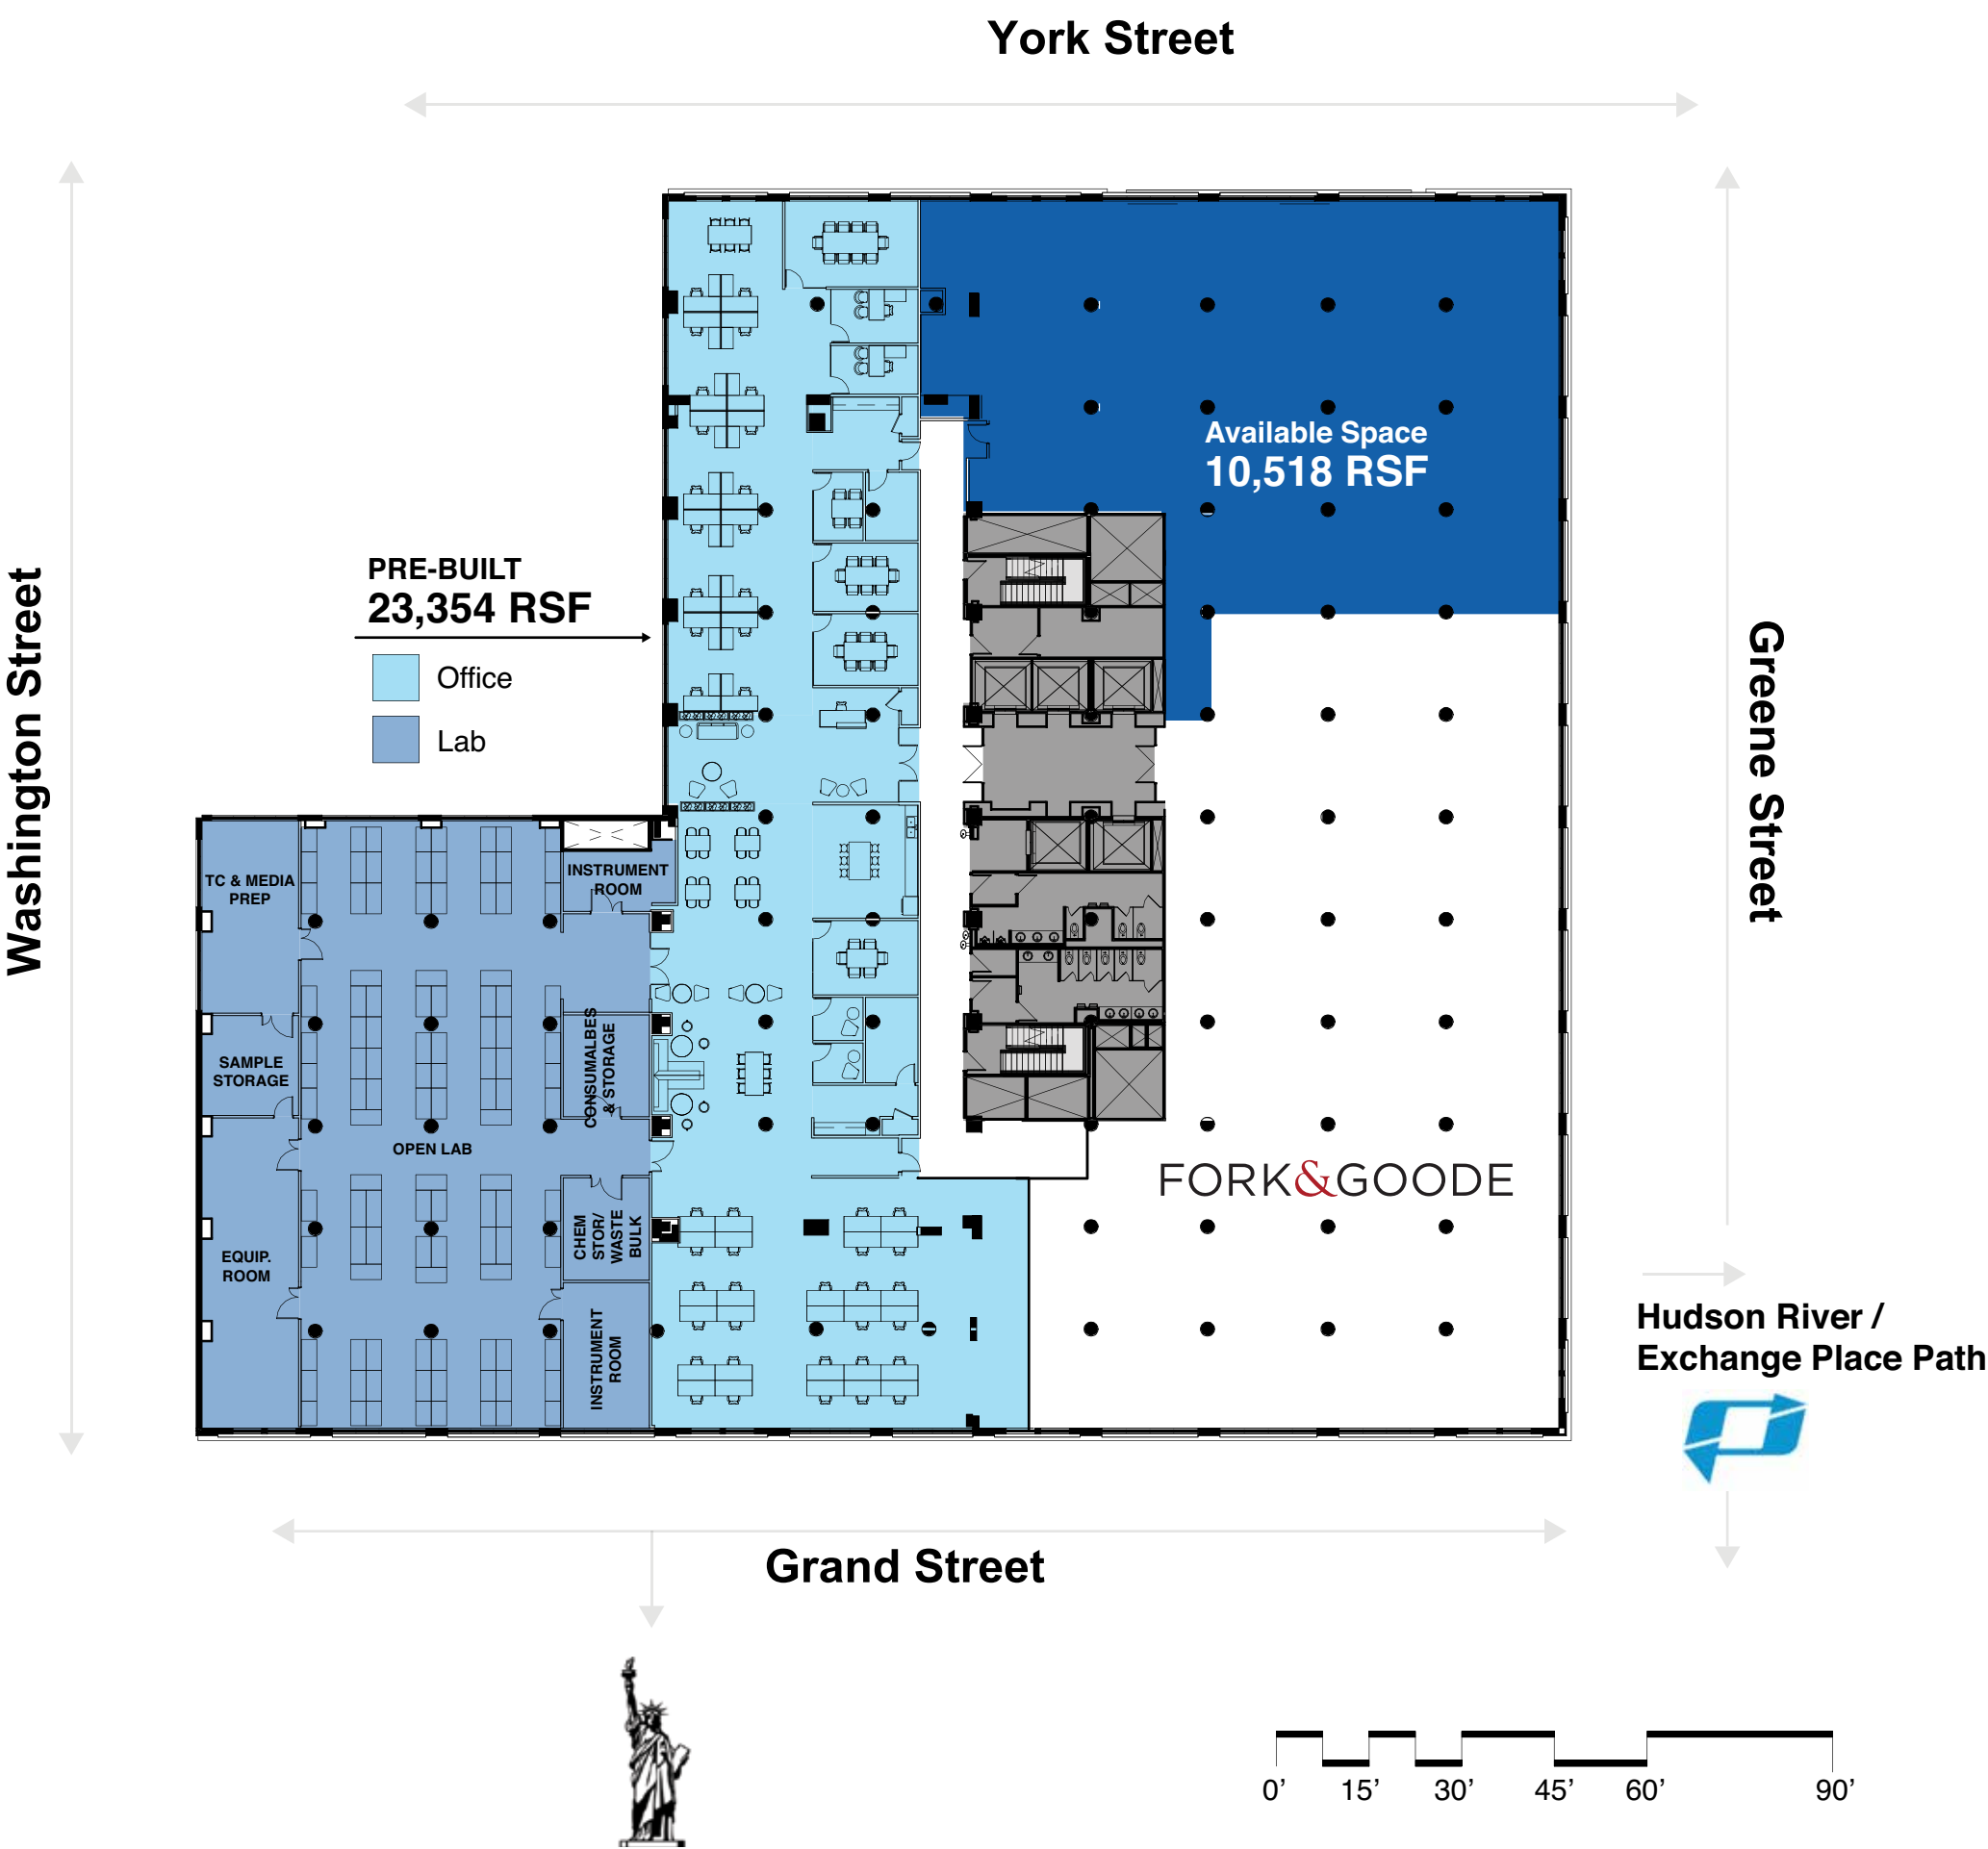 York Street
Washington Street
Greene Street
PRE-BUILT
23,354 RSF
Office
Lab
Available Space
10,518 RSF
TC & MEDIA
PREP
INSTRUMENT
ROOM
SAMPLE
STORAGE
CONSUMALBES
& STORAGE
OPEN LAB
EQUIP.
ROOM
CHEM
STOR/
WASTE
BULK
INSTRUMENT
ROOM
FORK&GOODE
Hudson River /
Exchange Place Path
Grand Street
0’ 15’ 30’ 45’ 60’ 90’